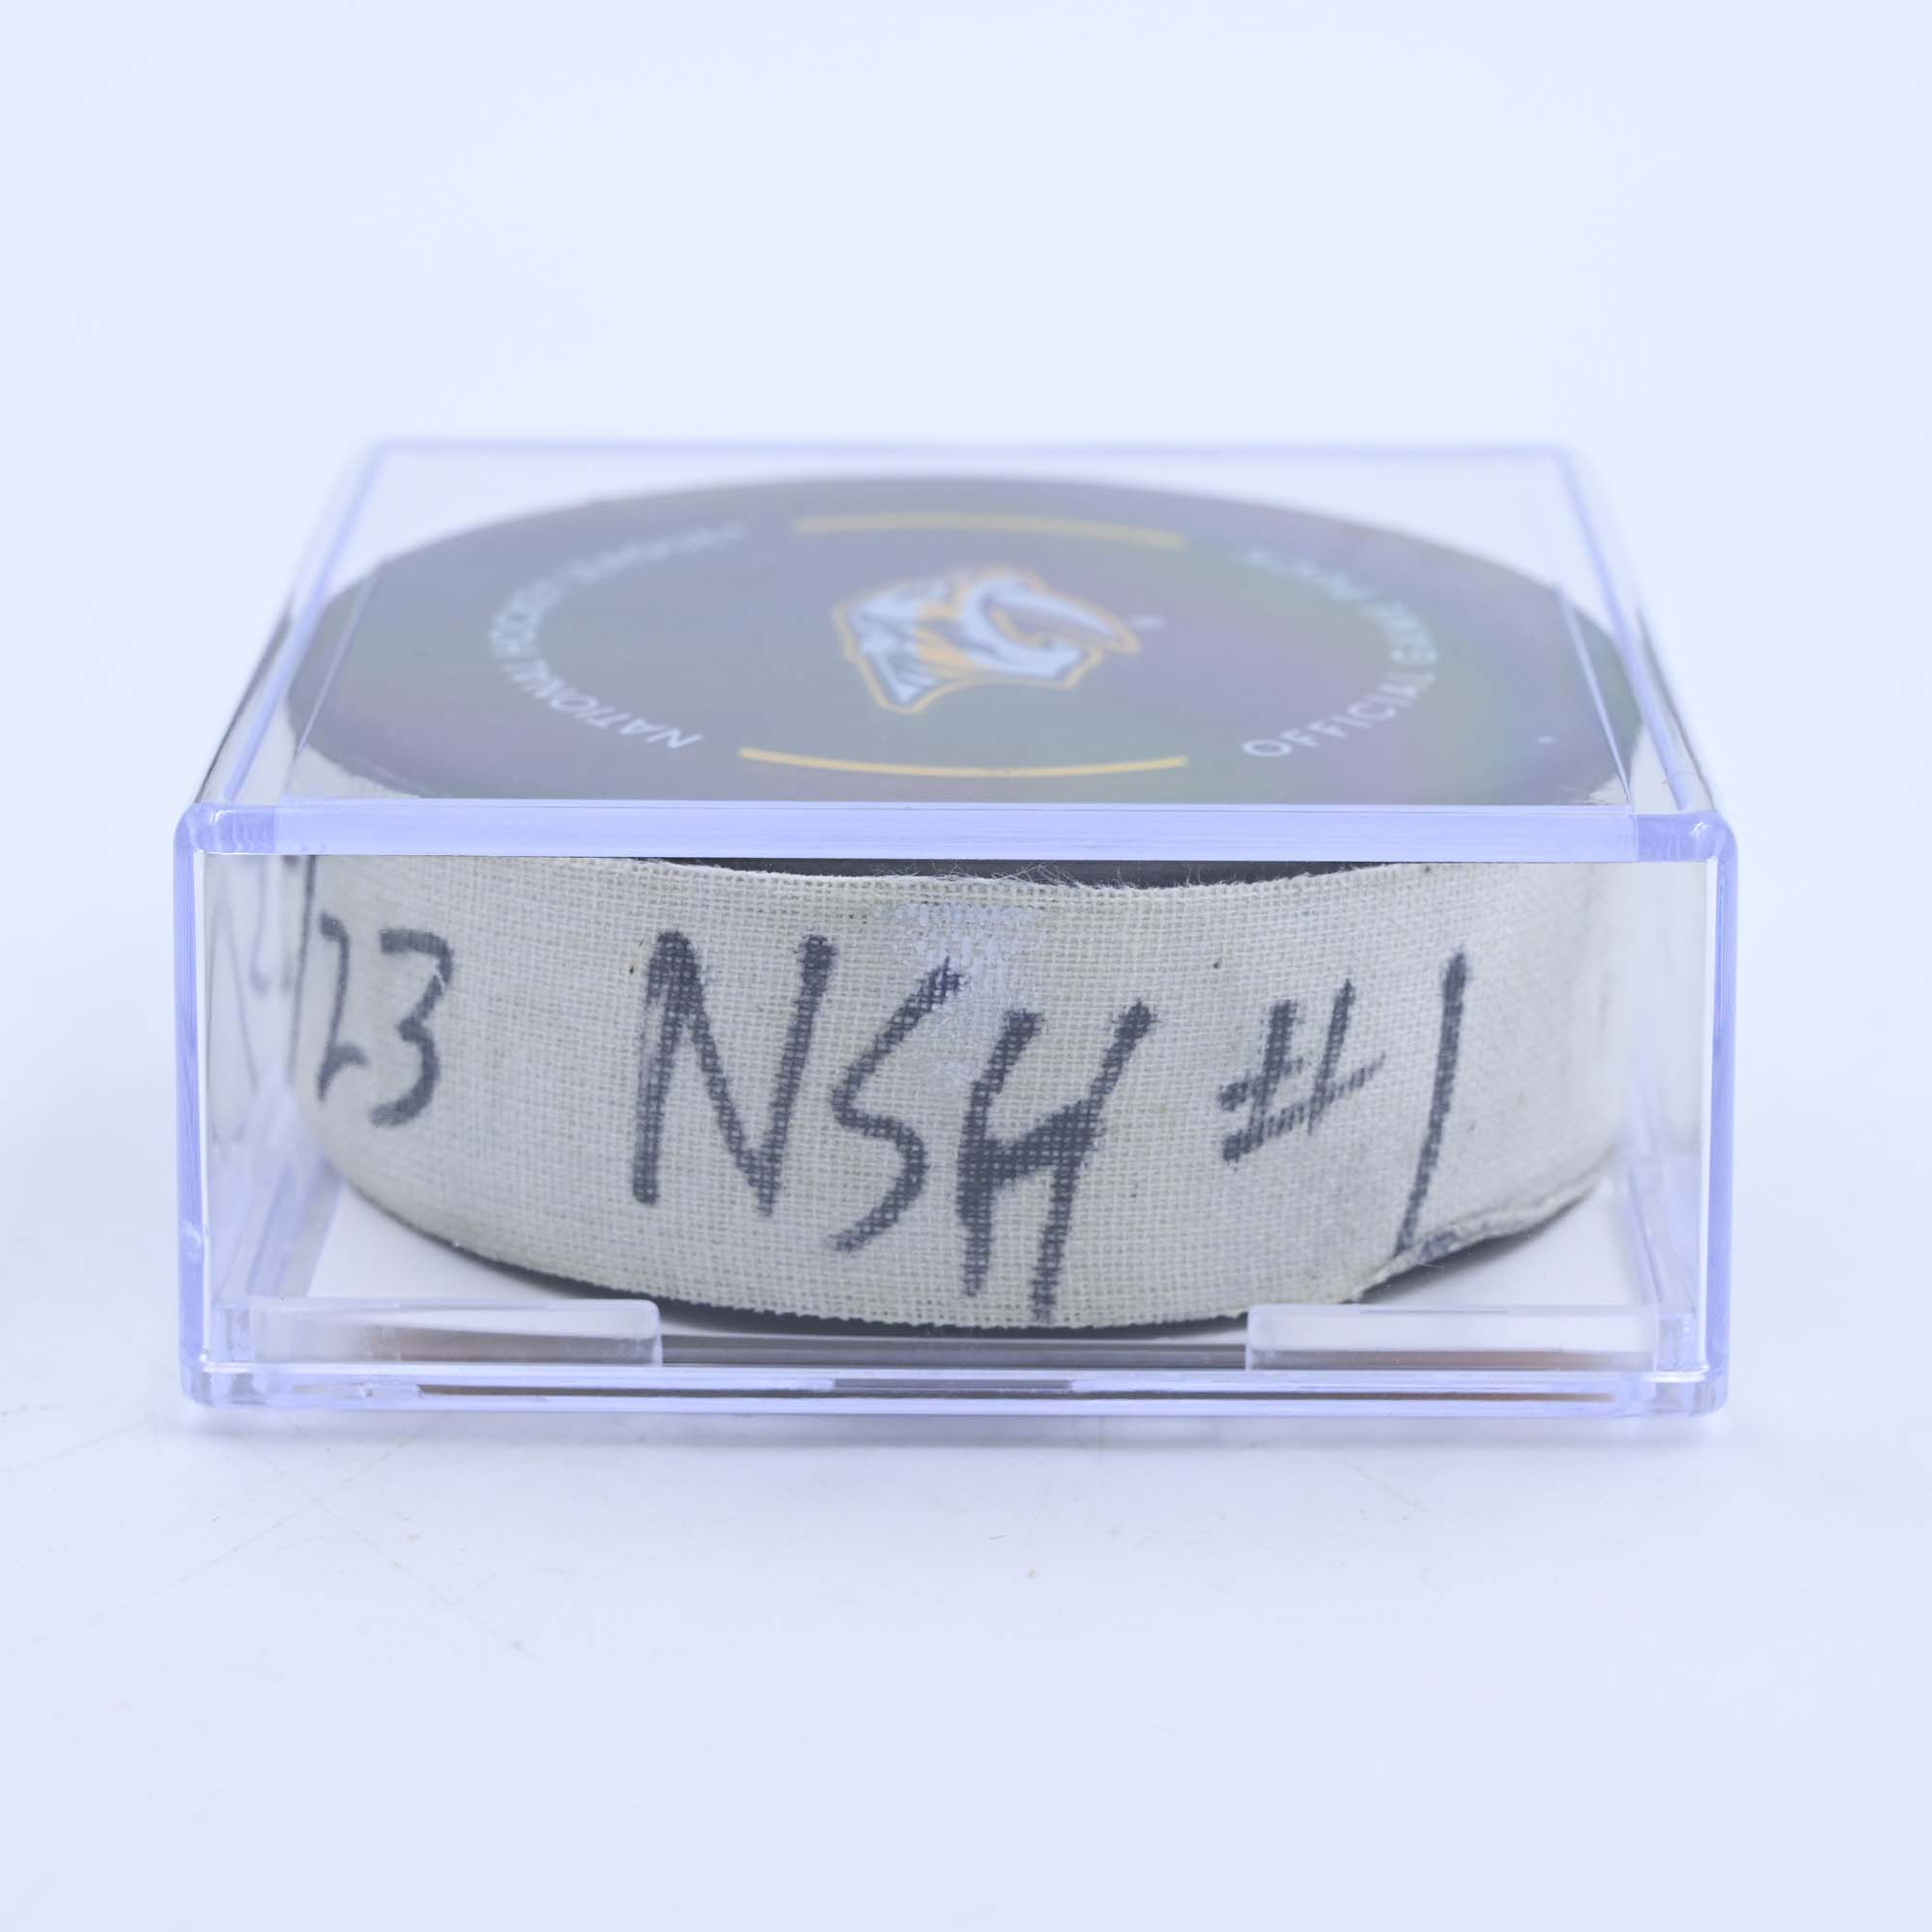 NATIONAL HOCKEY LEAGUE
OFFICIAL GAME PUCK
23 NSH #1